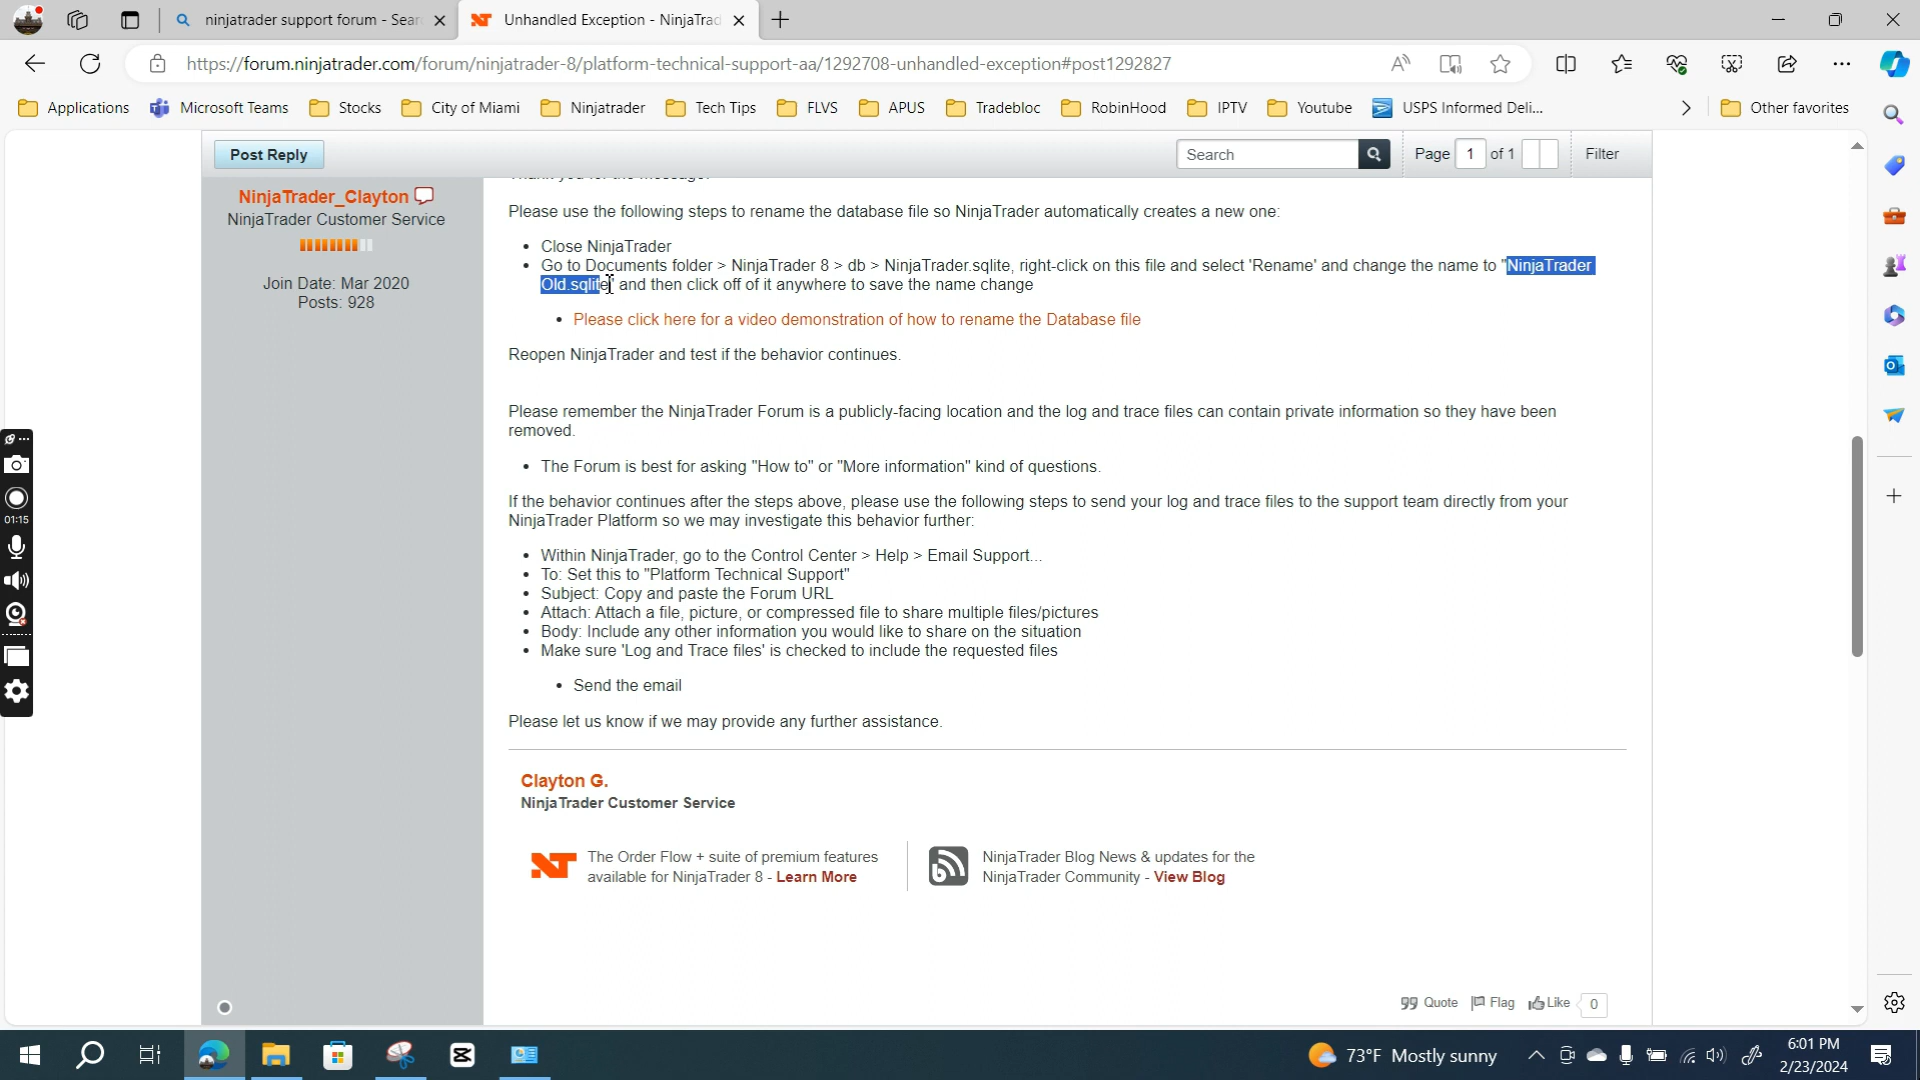 ninjatrader support forum - Sear
Unhandled Exception - NinjaTrad
https://forum.ninjatrader.com/forum/ninjatrader-8/platform-technical-support-aa/1292708-unhandled-exception#post1292827
Applications
Microsoft Teams
Stocks
City of Miami
Ninjatrader
Tech Tips
FLVS
APUS
Tradebloc
RobinHood
IPTV
Youtube
USPS Informed Deli...
Other favorites
Post Reply
Search
Page 1 of 1
Filter
NinjaTrader_Clayton
NinjaTrader Customer Service
Join Date: Mar 2020
Posts: 928
Please use the following steps to rename the database file so NinjaTrader automatically creates a new one:
• Close NinjaTrader
• Go to Documents folder > NinjaTrader 8 > db > NinjaTrader.sqlite, right-click on this file and select 'Rename' and change the name to "NinjaTrader
Old.sqlite" and then click off of it anywhere to save the name change
• Please click here for a video demonstration of how to rename the Database file
Reopen NinjaTrader and test if the behavior continues.
Please remember the NinjaTrader Forum is a publicly-facing location and the log and trace files can contain private information so they have been
removed.
• The Forum is best for asking "How to" or "More information" kind of questions.
If the behavior continues after the steps above, please use the following steps to send your log and trace files to the support team directly from your
NinjaTrader Platform so we may investigate this behavior further:
• Within NinjaTrader, go to the Control Center > Help > Email Support...
• To: Set this to "Platform Technical Support"
• Subject: Copy and paste the Forum URL
• Attach: Attach a file, picture, or compressed file to share multiple files/pictures
• Body: Include any other information you would like to share on the situation
• Make sure 'Log and Trace files' is checked to include the requested files
• Send the email
Please let us know if we may provide any further assistance.
Clayton G.
NinjaTrader Customer Service
The Order Flow + suite of premium features
available for NinjaTrader 8 - Learn More
NinjaTrader Blog News & updates for the
NinjaTrader Community - View Blog
Quote
Flag
Like
0
01:15
73°F Mostly sunny
6:01 PM
2/23/2024